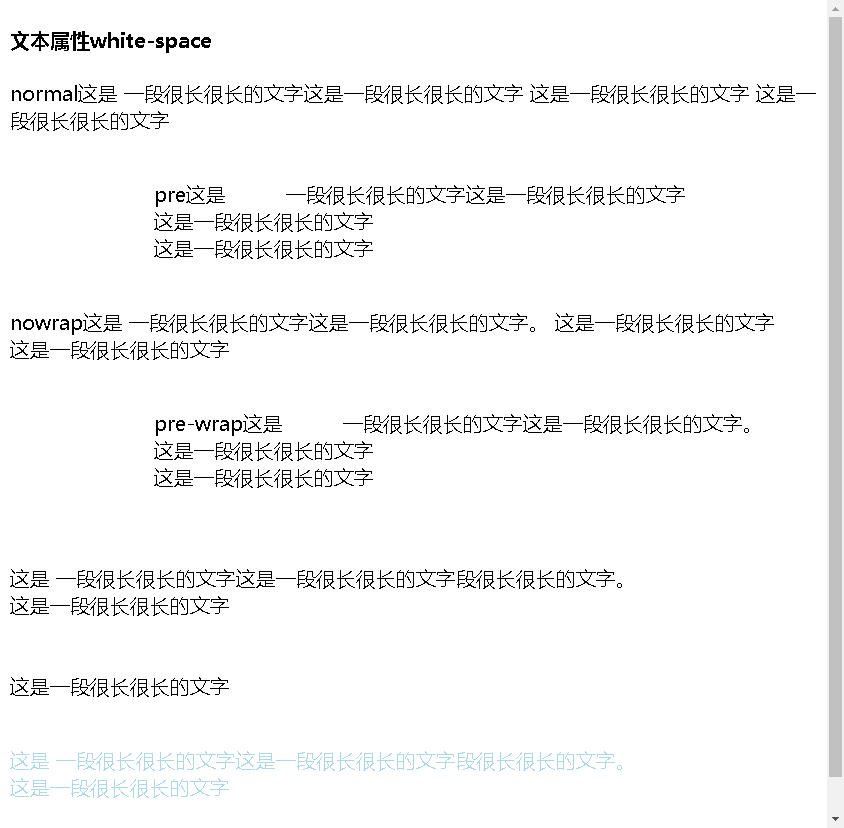 文本属性white-space
normal这是 一段很长很长的文字这是一段很长很长的文字 这是一段很长很长的文字 这是一
段很长很长的文字
pre这是 一段很长很长的文字这是一段很长很长的文字
这是一段很长很长的文字
这是一段很长很长的文字
nowrap这是 一段很长很长的文字这是一段很长很长的文字。 这是一段很长很长的文字
这是一段很长很长的文字
pre-wrap这是 一段很长很长的文字这是一段很长很长的文字。
这是一段很长很长的文字
这是一段很长很长的文字
这是 一段很长很长的文字这是一段很长很长的文字段很长很长的文字。
这是一段很长很长的文字
这是一段很长很长的文字
这是 一段很长很长的文字这是一段很长很长的文字段很长很长的文字。
这是一段很长很长的文字